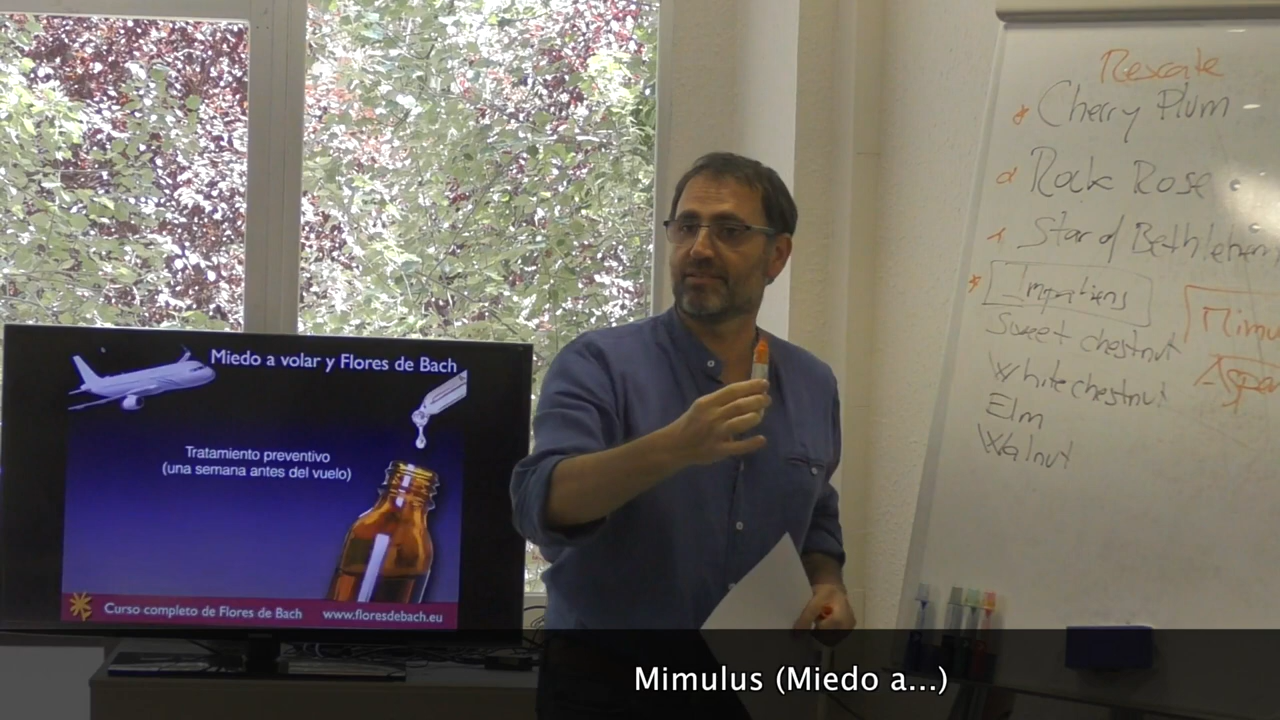 Miedo a volar y Flores de Bach
Tratamiento preventivo
(una semana antes del vuelo)
Curso completo de Flores de Bach www.floresdebach.eu
Rescate
Cherry Plum
Rock Rose
Star of Bethlehem
Impatiens
Sweet chestnut
White chestnut
Elm
Walnut
Mimu
Aspe
Mimulus (Miedo a...)